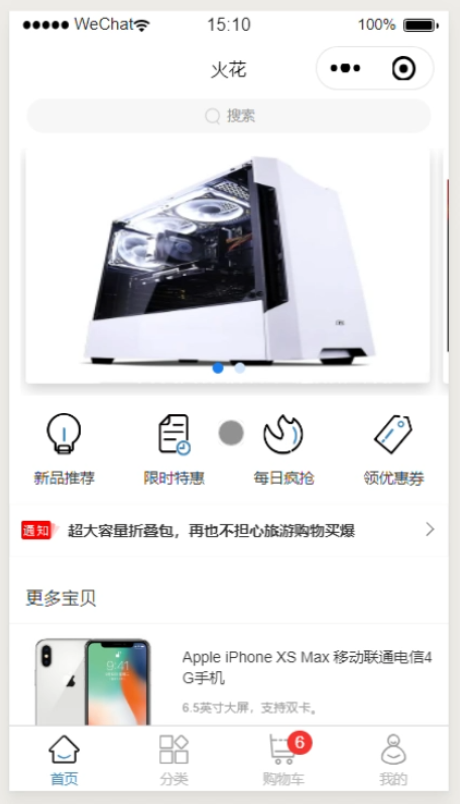 WeChat
15:10
100%
火花
搜索
新品推荐
限时特惠
每日疯抢
领优惠券
通知
超大容量折叠包，再也不担心旅游购物买爆
更多宝贝
Apple iPhone XS Max 移动联通电信4
G手机
6.5英寸大屏，支持双卡。
首页
分类
6
购物车
我的